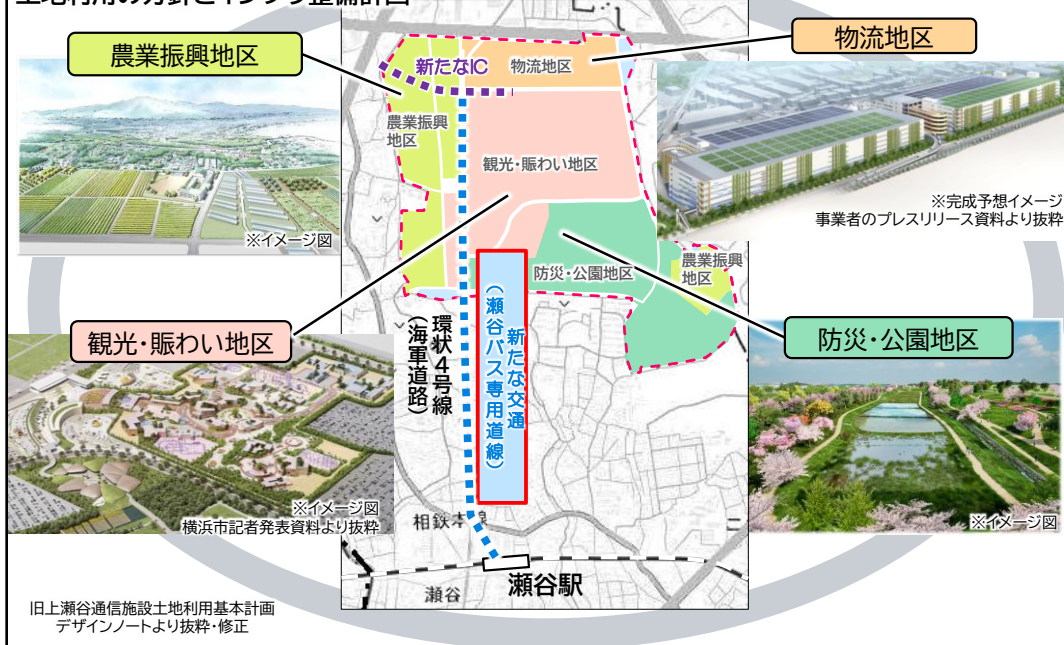 土地利用の方針とインフラ整備計画
農業振興地区
※イメージ図
新たなIC
物流地区
物流地区
※完成予想イメージ
事業者のプレスリリース資料より抜粋
農業振興
地区
観光・賑わい地区
防災・公園地区
農業振興
地区
観光・賑わい地区
※イメージ図
横浜市記者発表資料より抜粋
環状4号線
(海軍道路)
新たな交通
(瀬谷バス専用道線)
防災・公園地区
※イメージ図
相鉄本線
瀬谷駅
瀬谷
旧上瀬谷通信施設土地利用基本計画
デザインノートより抜粋・修正